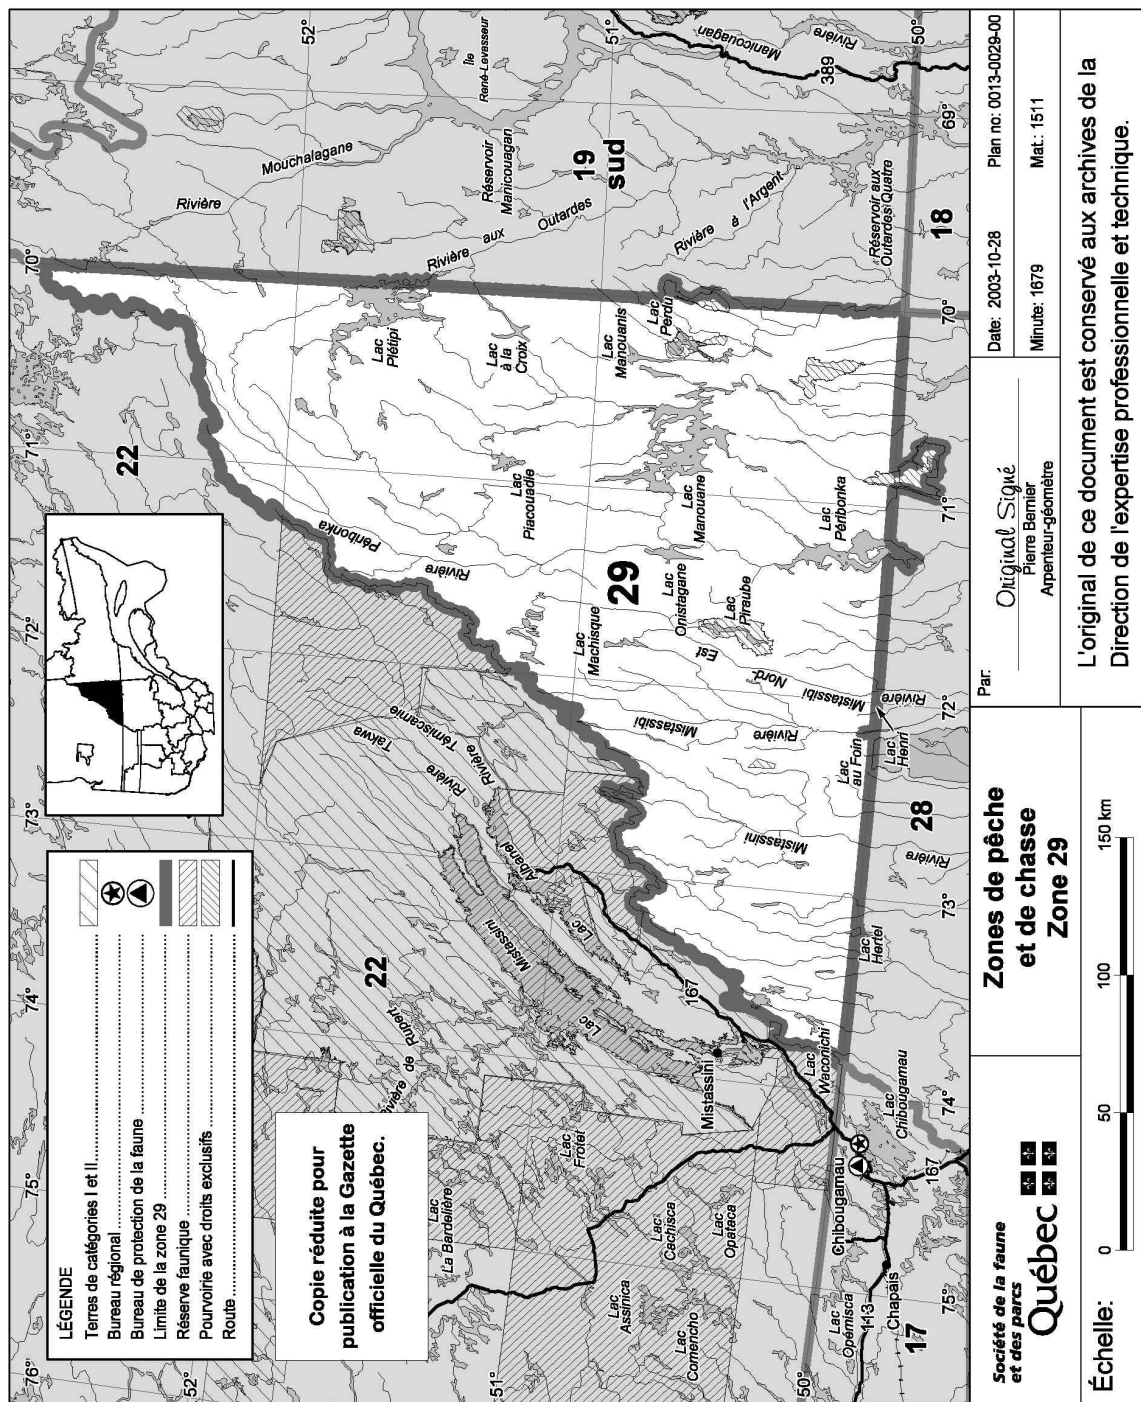 LÉGENDE
Terres de catégories I et II
Bureau régional
Bureau de protection de la faune
Limite de la zone 29
Réserve faunique
Pourvoirie avec droits exclusifs
Route
Copie réduite pour
publication à la Gazette
officielle du Québec.
76°
75°
74°
73°
72°
71°
70°
52°
52°
51°
51°
50°
50°
75°
74°
73°
72°
71°
70°
69°
22
22
29
19
sud
18
28
17
Rivière
Mouchalagane
Réservoir
Manicouagan
Île
René-Levasseur
Rivière aux Outardes
Rivière à l'Argent
Réservoir aux
Outardes Quatre
Rivière
Manicouagan
389
Lac
Plétipi
Lac
à la
Croix
Lac
Manouanis
Lac
Perdu
Rivière
Péribonka
Lac
Piacouadie
Lac
Manouane
Lac
Péribonka
Lac
Onistagane
Lac
Piraube
Lac
Machisque
Rivière
Mistassibi
Nord-
Est
Rivière
Mistassibi
Lac
Henri
Lac
au Foin
Rivière
Mistassini
Lac
Hertel
Rivière
Témiscamie
Rivière
Takwa
Lac
Albanel
Lac
Mistassini
167
Mistassini
Lac
Waconichi
Rivière de Rupert
Lac
La Bardelière
Lac
Frotet
Lac
Assinica
Lac
Cachisca
Lac
Comencho
Lac
Opataca
Chibougamau
Lac
Chibougamau
167
Lac
Opémisca
113
Chapais
Société de la faune
et des parcs
Québec
Zones de pêche
et de chasse
Zone 29
Échelle:
0
50
100
150 km
Par:
Original Signé
Pierre Bernier
Arpenteur-géomètre
Date: 2003-10-28
Plan no: 0013-0029-00
Minute: 1679
Mat.: 1511
L'original de ce document est conservé aux archives de la
Direction de l'expertise professionnelle et technique.